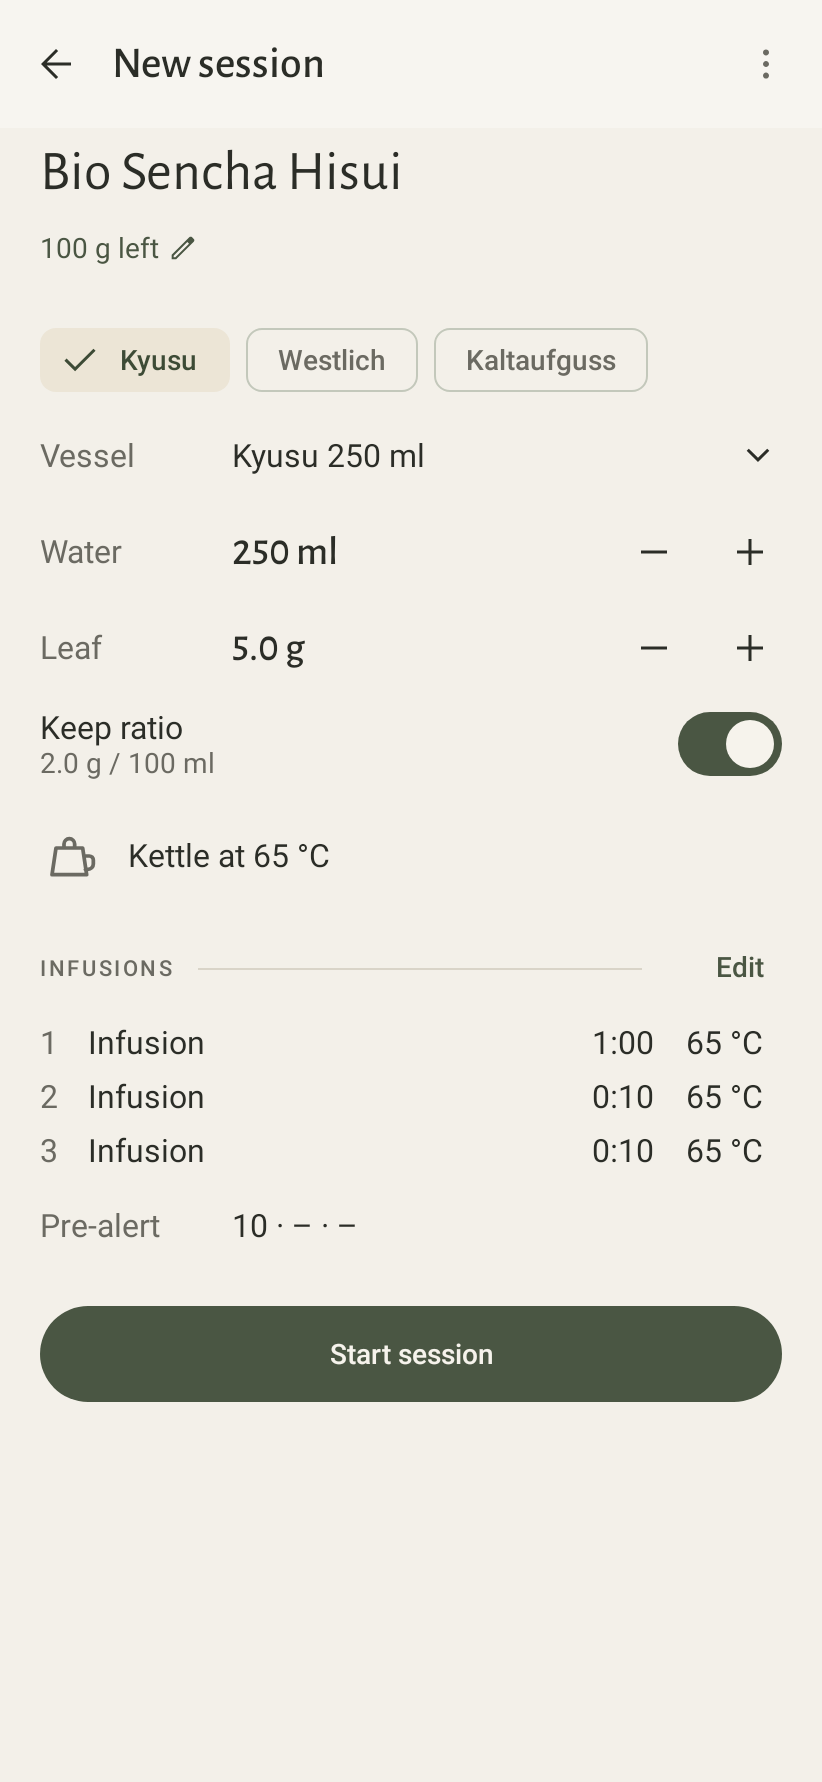 New session
Bio Sencha Hisui
100 g left
Kyusu Westlich Kaltaufguss
Vessel Kyusu 250 ml
Water 250 ml
Leaf 5.0 g
Keep ratio
2.0 g / 100 ml
Kettle at 65 °C
INFUSIONS Edit
1 Infusion 1:00 65 °C
2 Infusion 0:10 65 °C
3 Infusion 0:10 65 °C
Pre-alert 10 · – · –
Start session